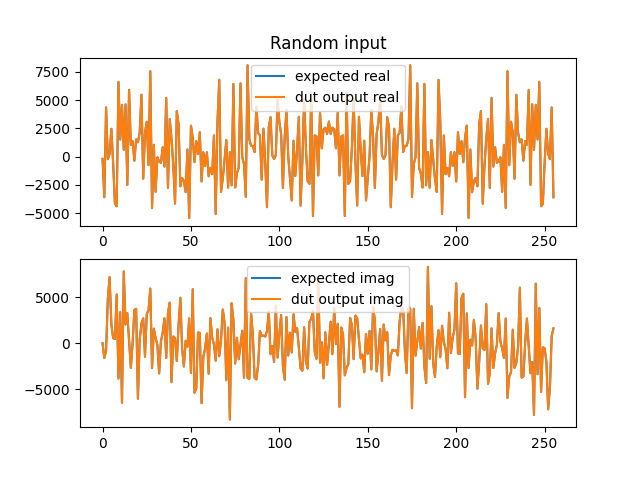 Random input
7500
5000
2500
0
−2500
−5000
expected real
dut output real
0 50 100 150 200 250
5000
0
−5000
expected imag
dut output imag
0 50 100 150 200 250